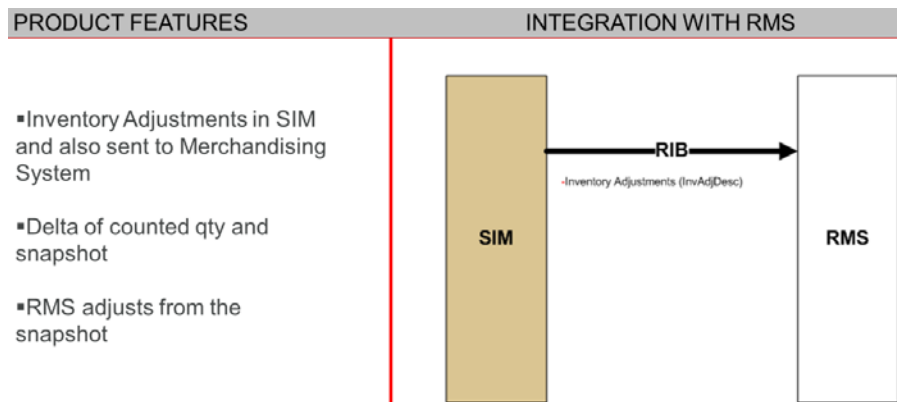 PRODUCT FEATURES
INTEGRATION WITH RMS
▪Inventory Adjustments in SIM
and also sent to Merchandising
System
▪Delta of counted qty and
snapshot
▪RMS adjusts from the
snapshot
SIM
RIB
-Inventory Adjustments (InvAdjDesc)
RMS